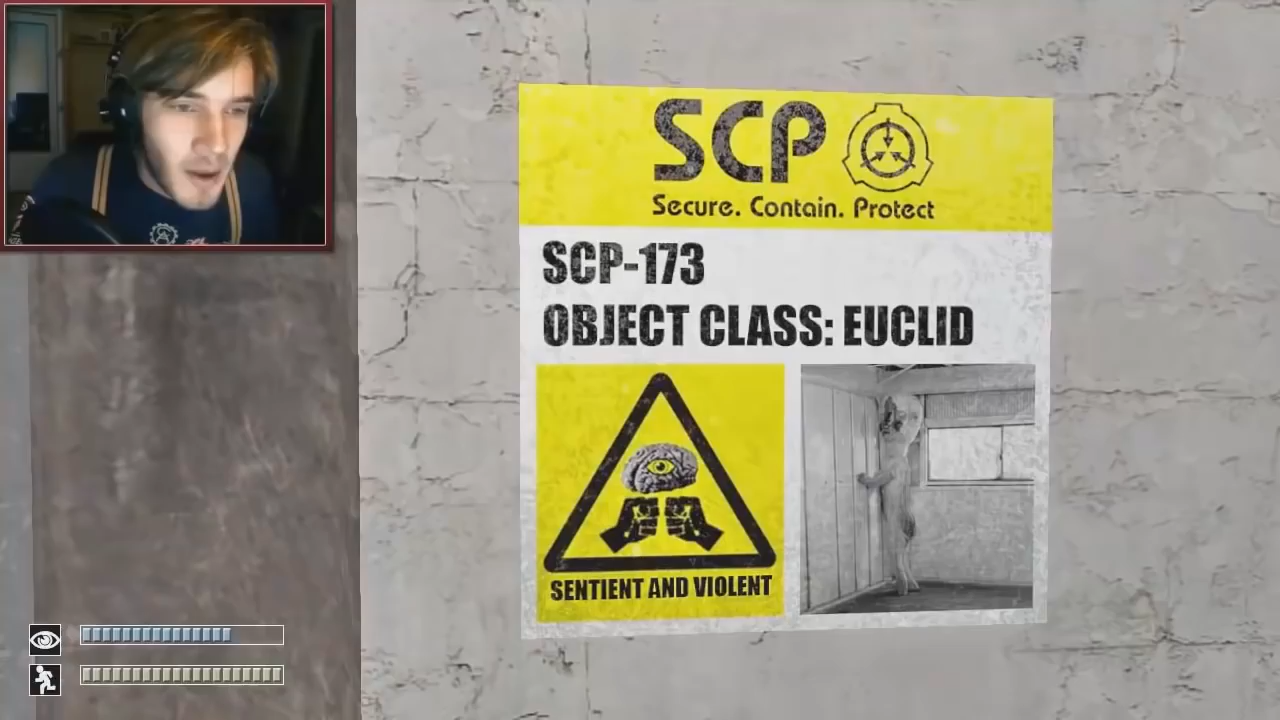 SCP
Secure. Contain. Protect
SCP-173
OBJECT CLASS: EUCLID
SENTIENT AND VIOLENT